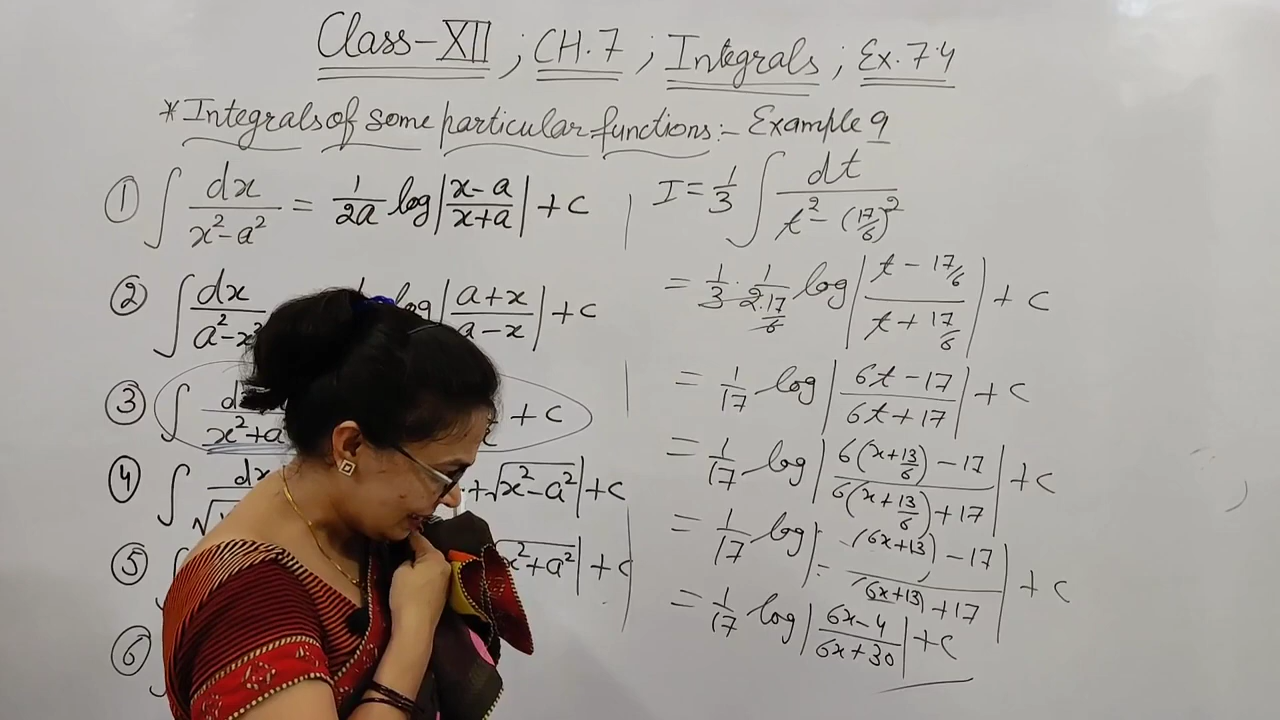 Class-XII ; CH.7 ; Integrals ; Ex. 7.4
*Integrals of some particular functions:- Example 9
① ∫ dx/(x²-a²) = 1/2a log|(x-a)/(x+a)| + c
② ∫ dx/(a²-x² log|(a+x)/(a-x)| + c
③ ∫ d/(x²+a + c
④ ∫ dx/√ +√x²-a²| + c
⑤ ∫ x²+a²| + c
⑥
I = 1/3 ∫ dt/(t² - (17/6)²)
= 1/3 · 1/(2·17/6) log|(t - 17/6)/(t + 17/6)| + c
= 1/17 log|(6t-17)/(6t+17)| + c
= 1/17 log|(6(x+13/6) - 17)/(6(x+13/6) + 17)| + c
= 1/17 log|((6x+13) - 17)/((6x+13) + 17)| + c
= 1/17 log|(6x-4)/(6x+30)| + c